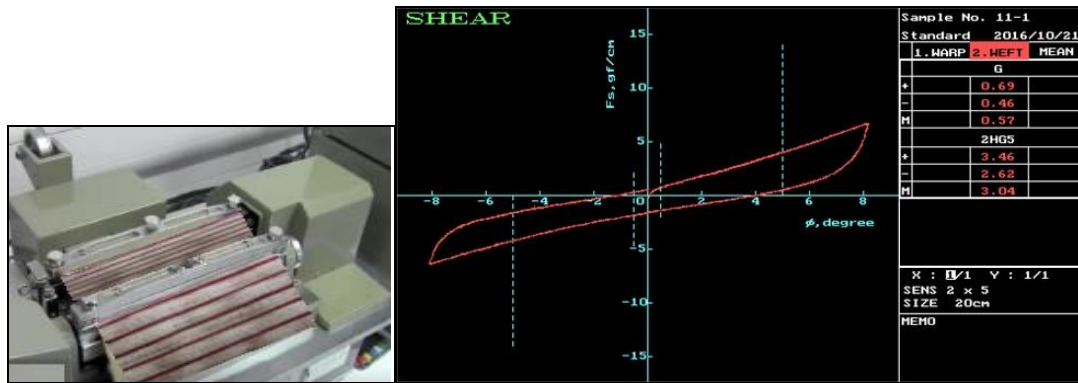 SHEAR
Fs,gf/cm
15
10
5
-8 -6 -4 -2 0 2 4 6 8
ø,degree
-5
-10
-15
Sample No. 11-1
Standard 2016/10/21
1.WARP 2.WEFT MEAN
G
+ 0.69
- 0.46
M 0.57
2HG5
+ 3.46
- 2.62
M 3.04
X : 1/1 Y : 1/1
SENS 2 x 5
SIZE 20cm
MEMO